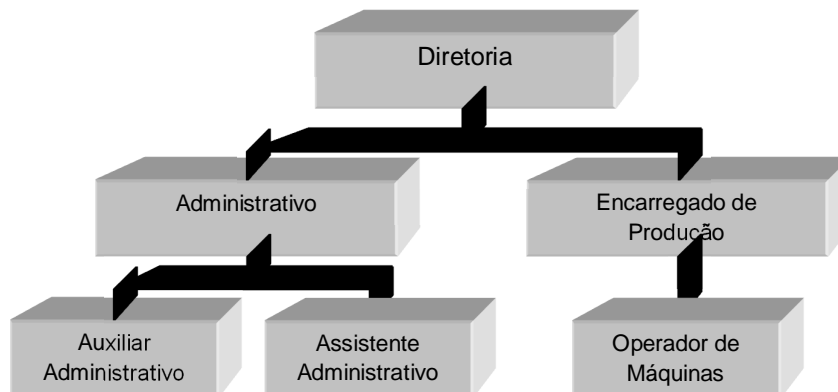 Diretoria
Administrativo
Encarregado de
Produção
Auxiliar
Administrativo
Assistente
Administrativo
Operador de
Máquinas